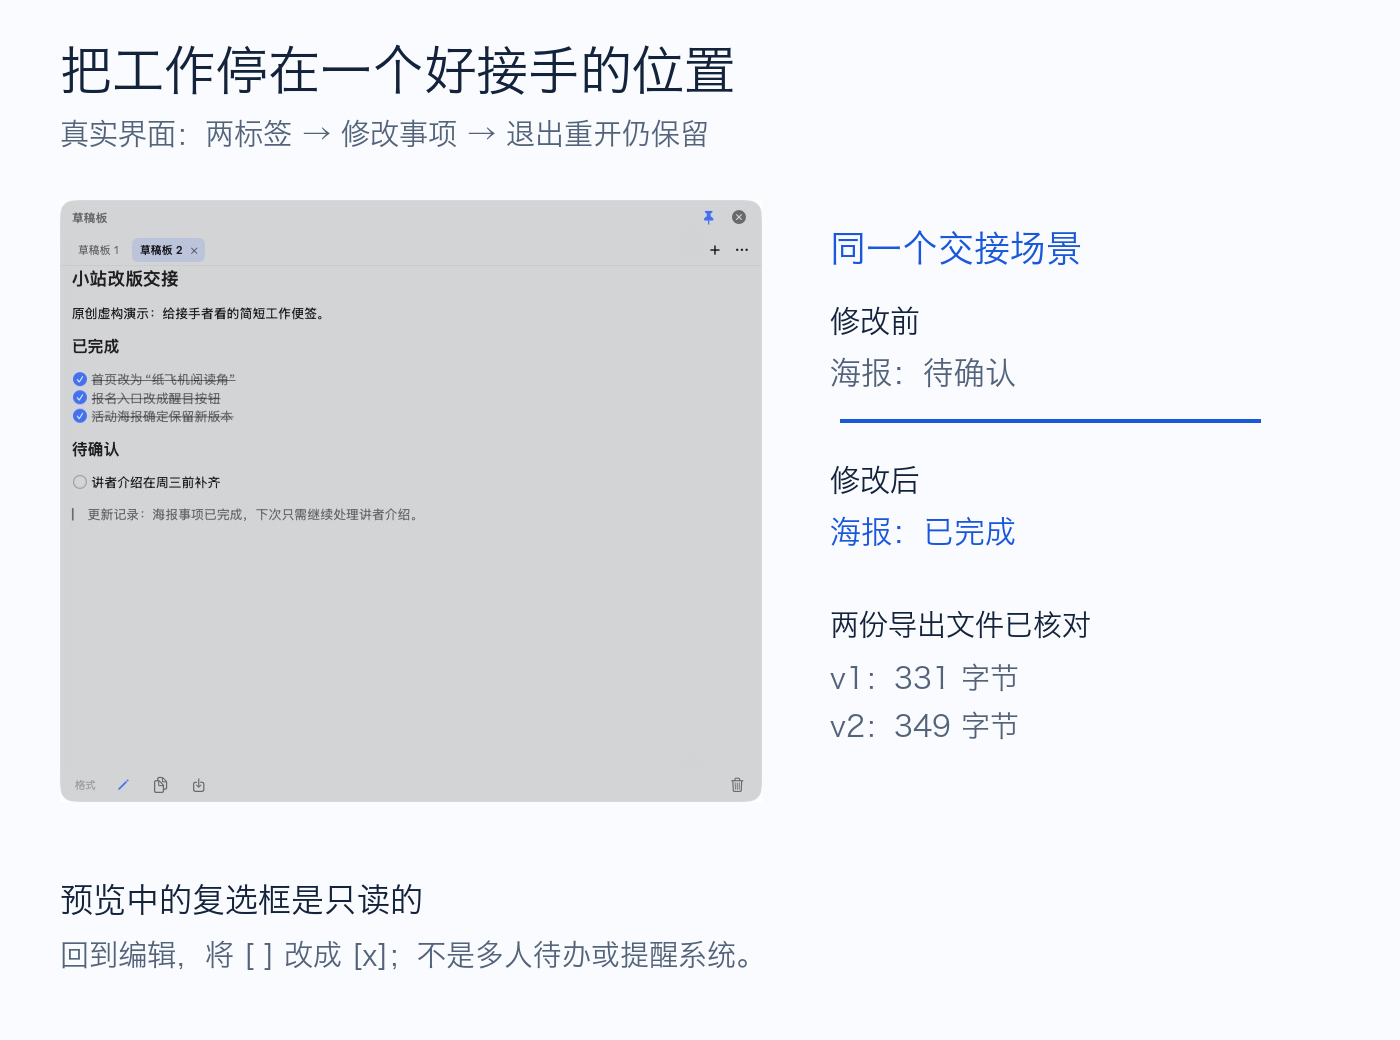 把工作停在一个好接手的位置
真实界面：两标签 → 修改事项 → 退出重开仍保留
草稿板
草稿板 1
草稿板 2 ×
小站改版交接
原创虚构演示：给接手者看的简短工作便签。
已完成
首页改为“纸飞机阅读角”
报名入口改成醒目按钮
活动海报确定保留新版本
待确认
讲者介绍在周三前补齐
更新记录：海报事项已完成，下次只需继续处理讲者介绍。
格式
同一个交接场景
修改前
海报：待确认
修改后
海报：已完成
两份导出文件已核对
v1：331 字节
v2：349 字节
预览中的复选框是只读的
回到编辑，将 [ ] 改成 [x]；不是多人待办或提醒系统。